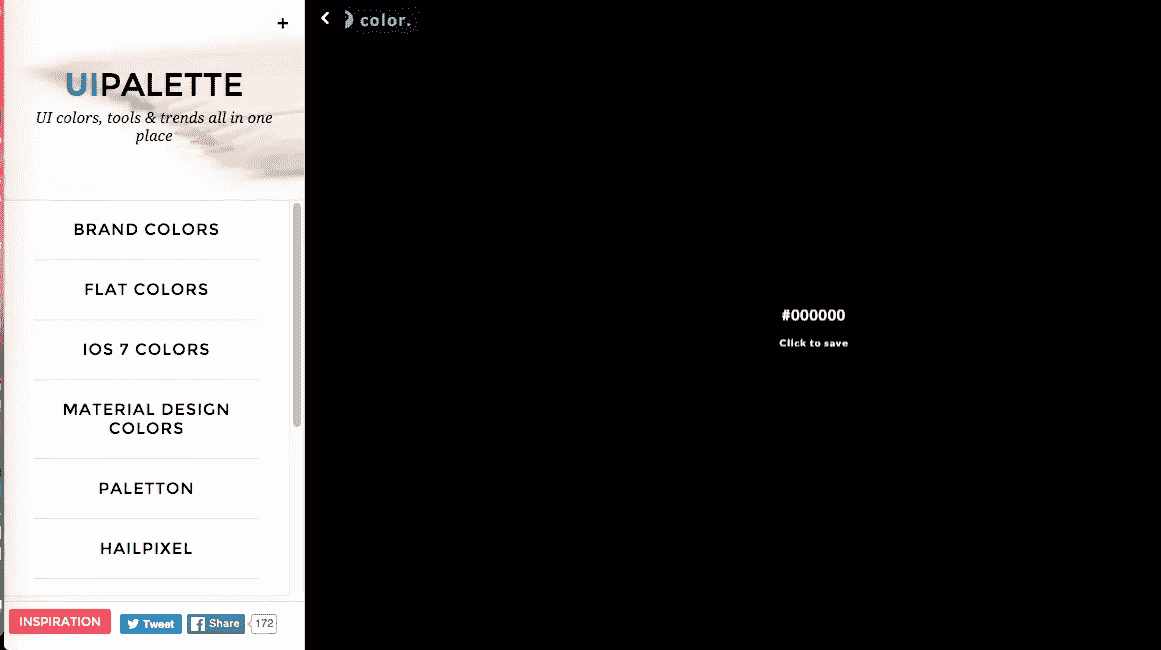 +
UIPALETTE
UI colors, tools & trends all in one
place
BRAND COLORS
FLAT COLORS
IOS 7 COLORS
MATERIAL DESIGN
COLORS
PALETTON
HAILPIXEL
INSPIRATION
Tweet
Share
172
color.
#000000
Click to save